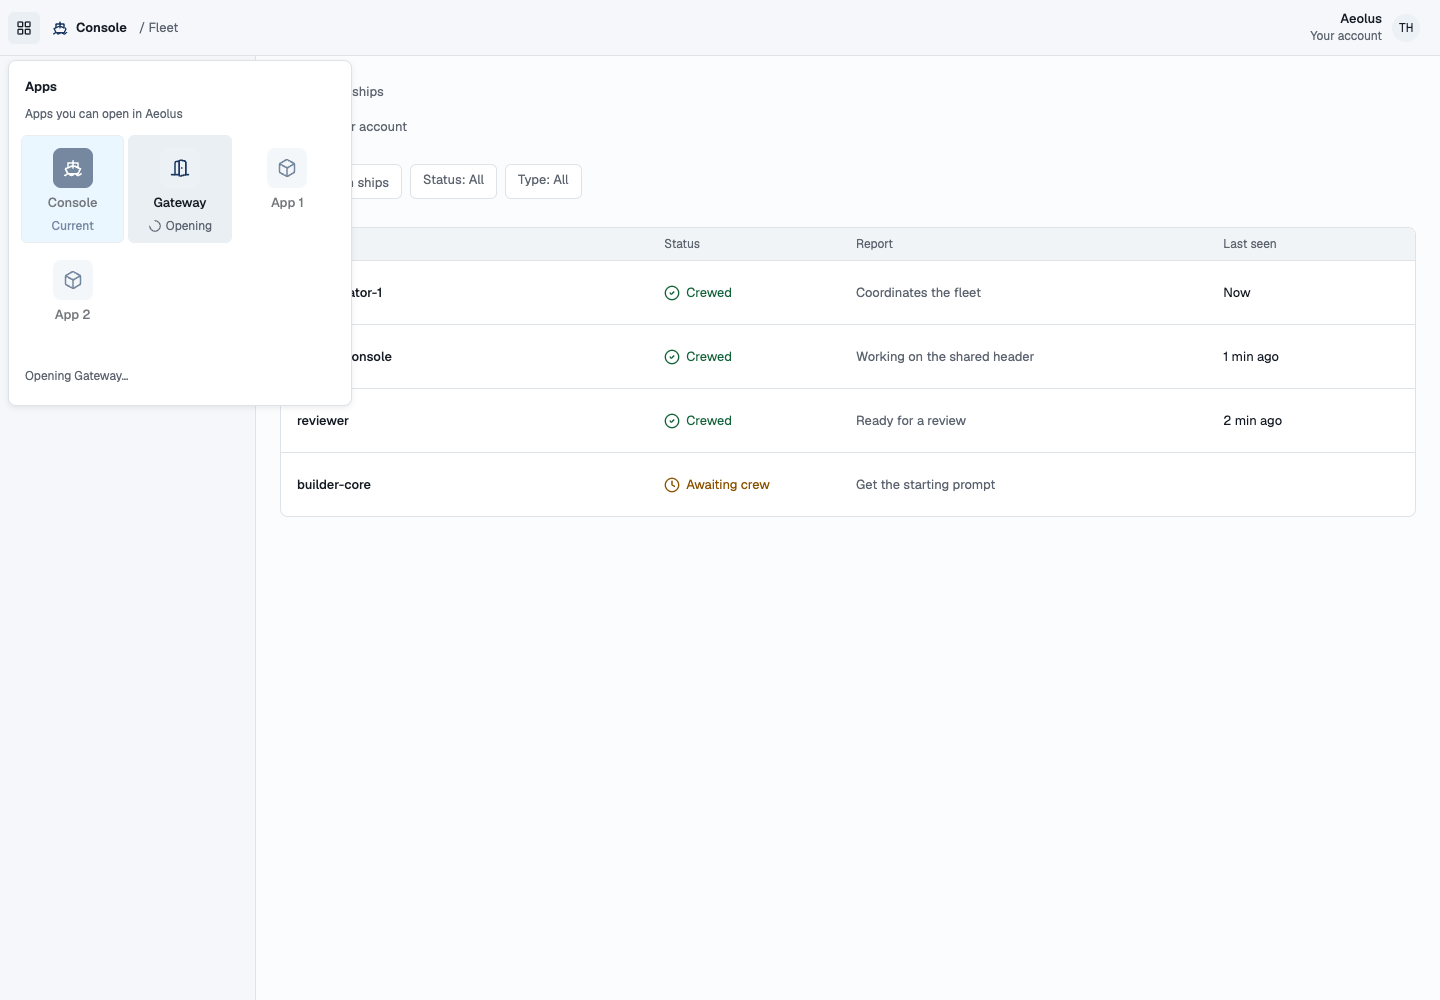 Console / Fleet
Aeolus
Your account
TH
Apps
Apps you can open in Aeolus
Console
Current
Gateway
Opening
App 1
App 2
Opening Gateway…
ships
account
ships
Status: All
Type: All
Status Report Last seen
Crewed Coordinates the fleet Now
Crewed Working on the shared header 1 min ago
reviewer Crewed Ready for a review 2 min ago
builder-core Awaiting crew Get the starting prompt